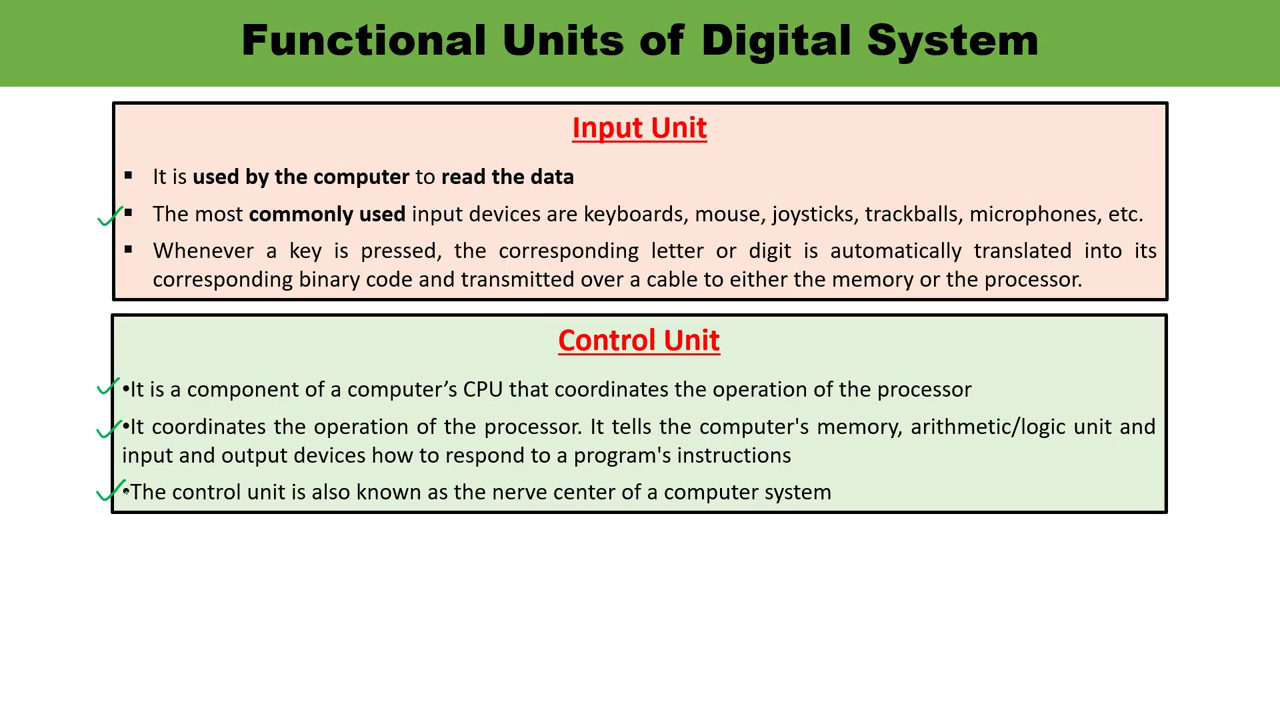 Functional Units of Digital System
Input Unit
▪ It is used by the computer to read the data
▪ The most commonly used input devices are keyboards, mouse, joysticks, trackballs, microphones, etc.
▪ Whenever a key is pressed, the corresponding letter or digit is automatically translated into its
corresponding binary code and transmitted over a cable to either the memory or the processor.
Control Unit
•It is a component of a computer’s CPU that coordinates the operation of the processor
•It coordinates the operation of the processor. It tells the computer's memory, arithmetic/logic unit and
input and output devices how to respond to a program's instructions
•The control unit is also known as the nerve center of a computer system